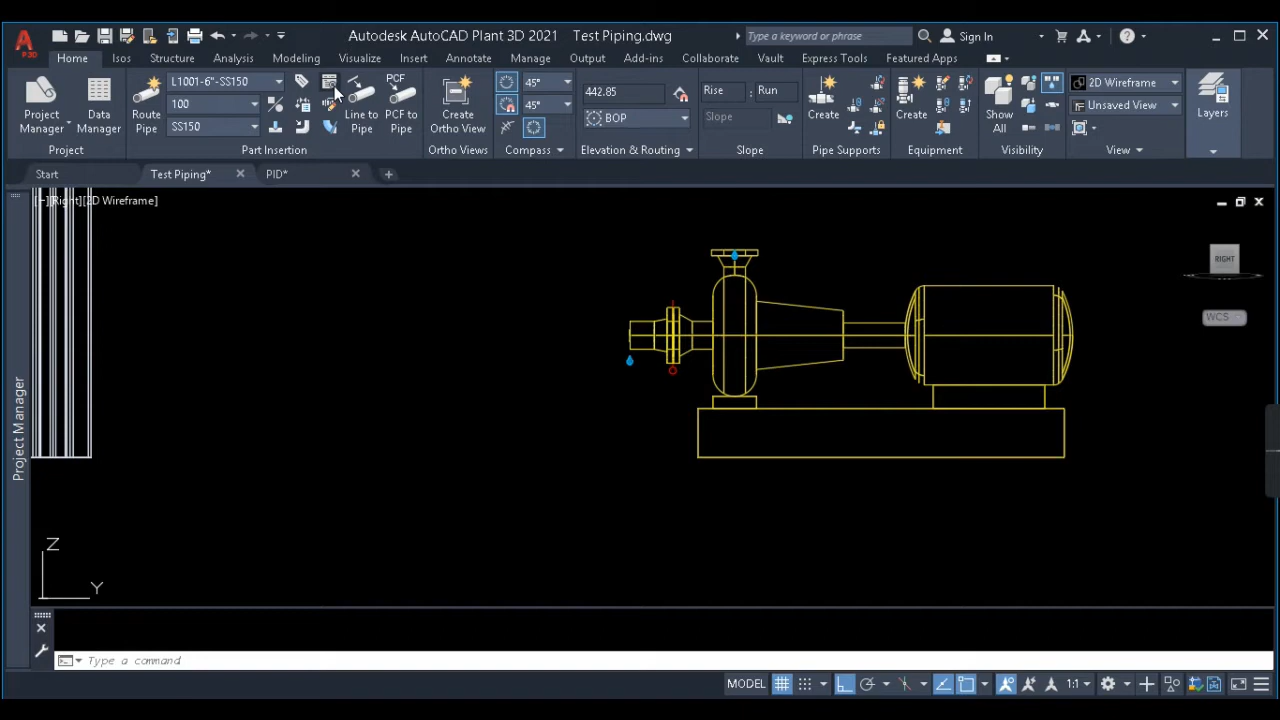 Autodesk AutoCAD Plant 3D 2021 Test Piping.dwg
Type a keyword or phrase
Sign In
P3D
Home Isos Structure Analysis Modeling Visualize Insert Annotate Manage Output Add-ins Collaborate View Vault Express Tools Featured Apps
Project
Manager
Data
Manager
Project
Route
Pipe
L1001-6"-SS150
100
SS150
Line to
Pipe
PCF
PCF to
Pipe
Part Insertion
Create
Ortho View
Ortho Views
45°
45°
Compass
442.85
BOP
Elevation & Routing
Rise : Run
Slope
Slope
Create
Pipe Supports
Create
Equipment
Show
All
Visibility
2D Wireframe
Unsaved View
View
Layers
Start
Test Piping*
PID*
[−][Right][2D Wireframe]
RIGHT
WCS
Project Manager
Z
Y
Type a command
MODEL
1:1